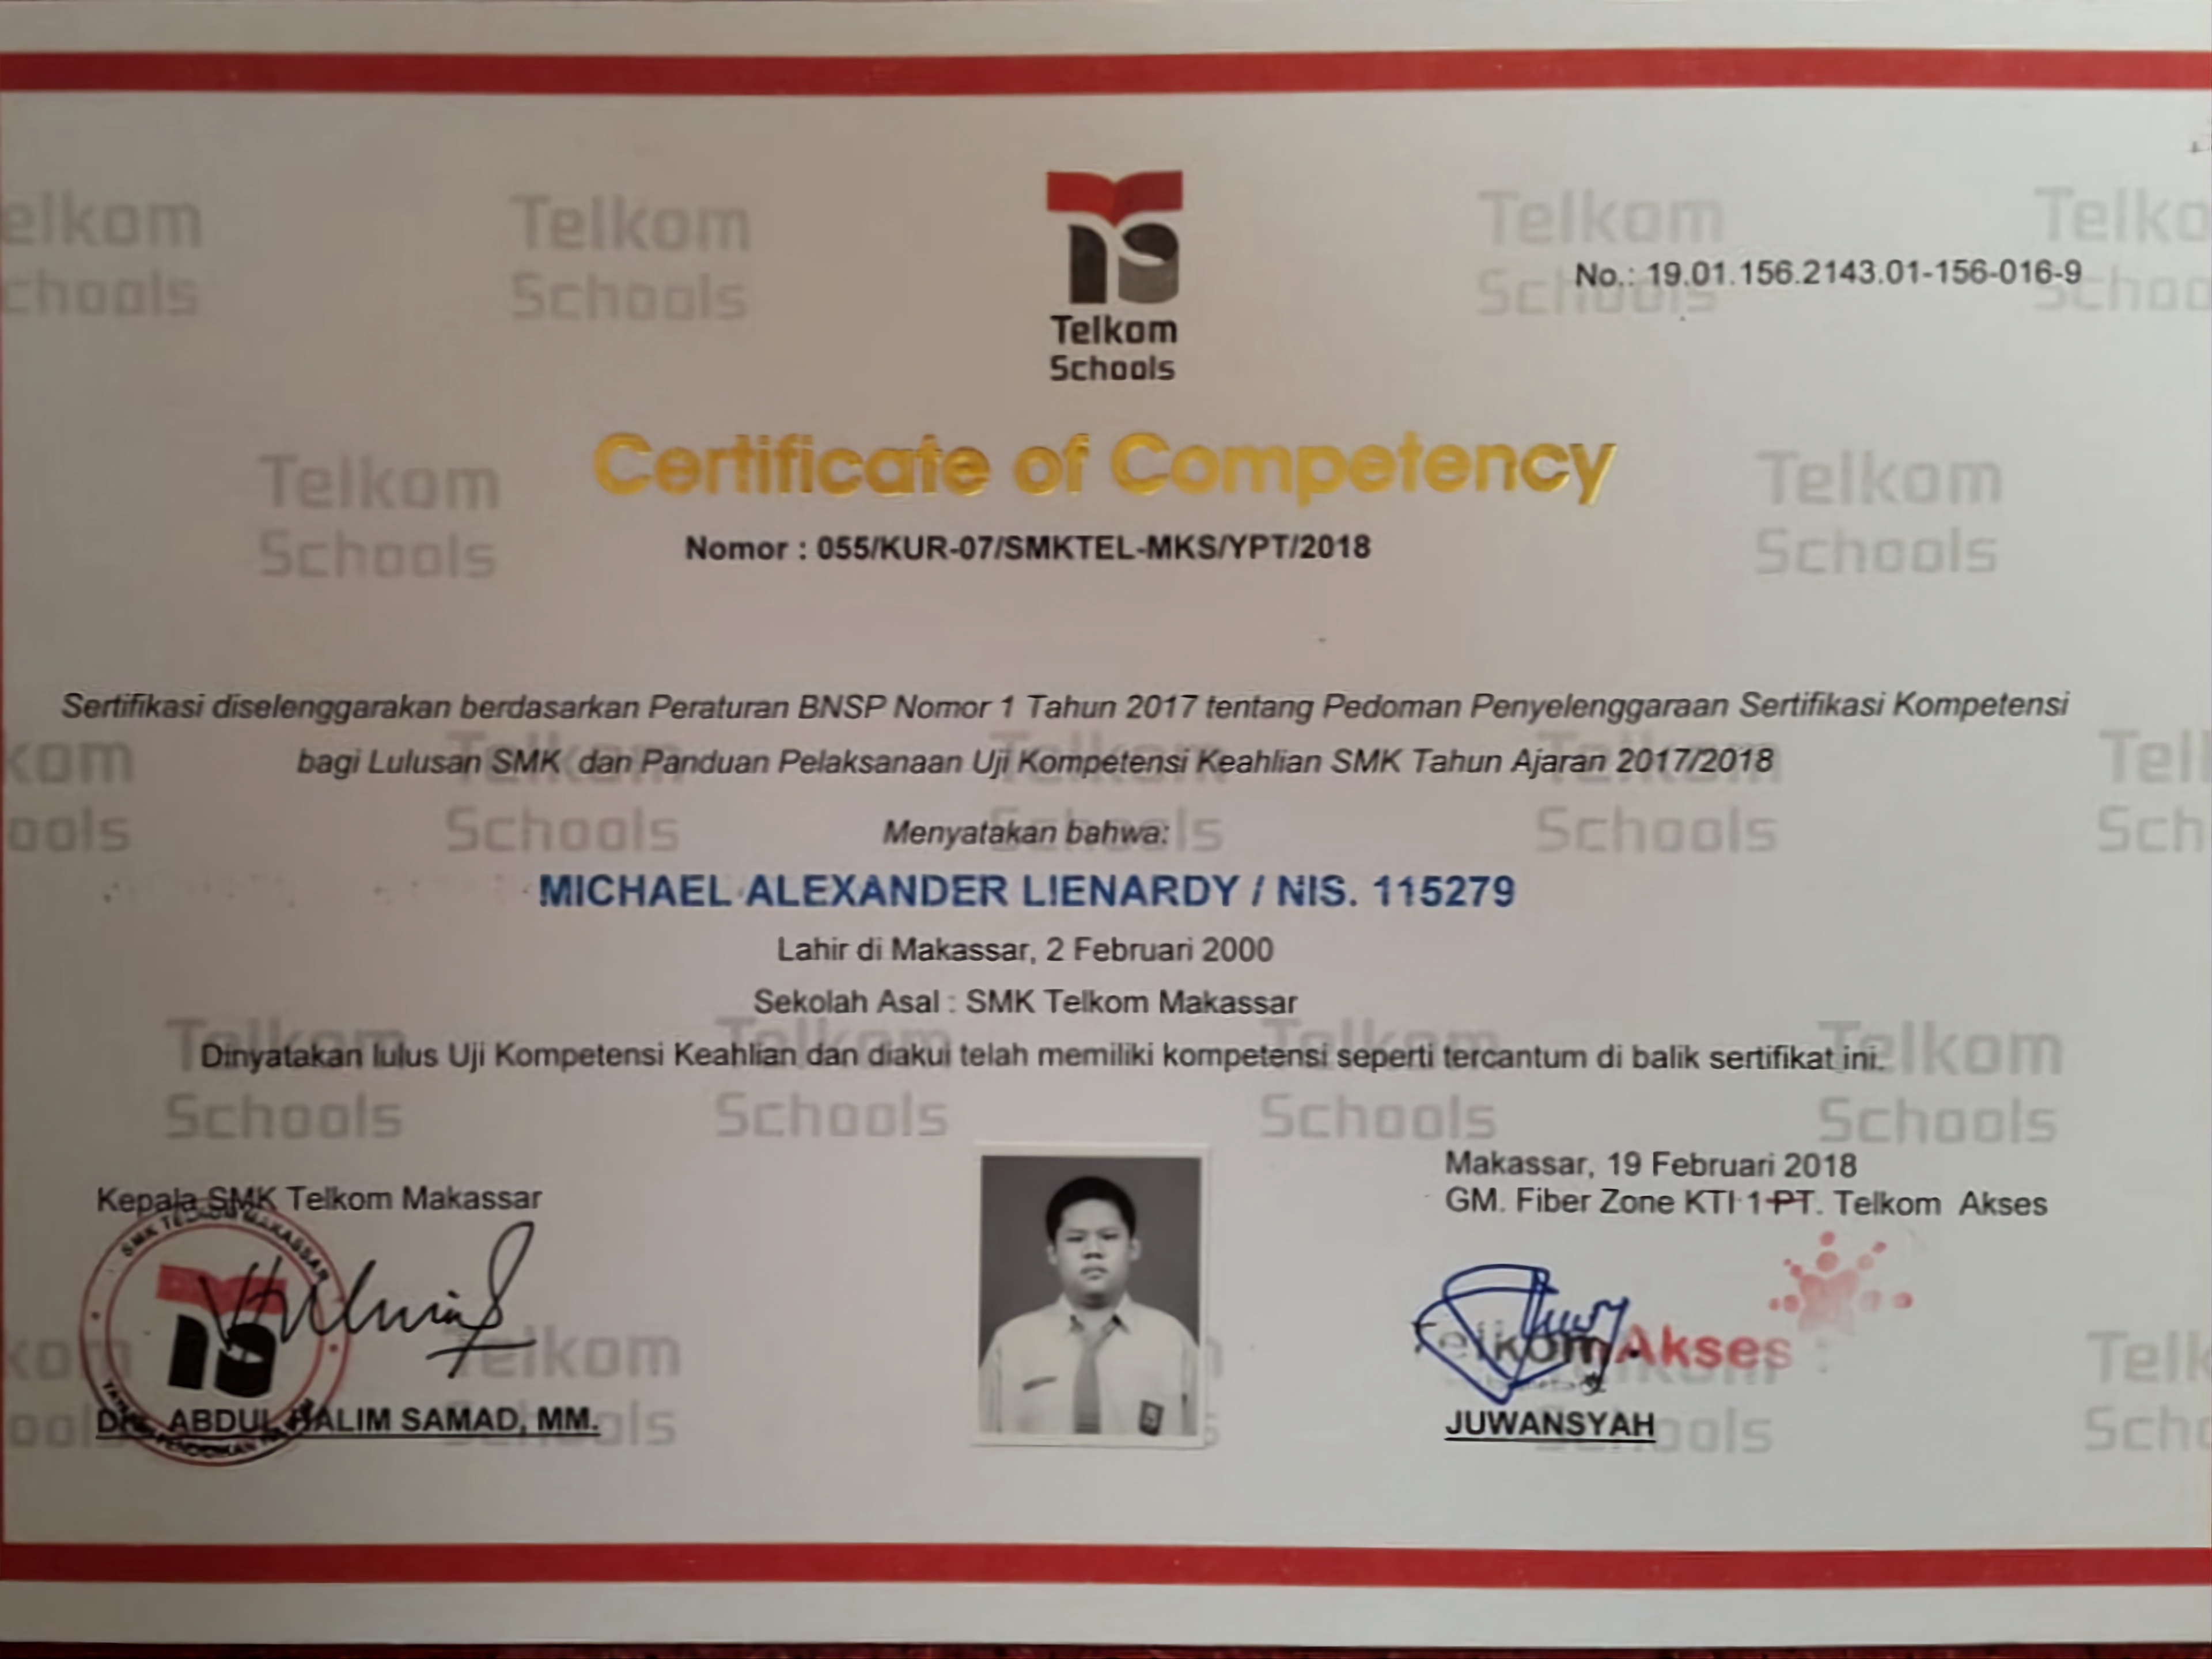 Telkom
Schools
No.: 19.01.156.2143.01-156-016-9
Certificate of Competency
Nomor : 055/KUR-07/SMKTEL-MKS/YPT/2018
Sertifikasi diselenggarakan berdasarkan Peraturan BNSP Nomor 1 Tahun 2017 tentang Pedoman Penyelenggaraan Sertifikasi Kompetensi
bagi Lulusan SMK dan Panduan Pelaksanaan Uji Kompetensi Keahlian SMK Tahun Ajaran 2017/2018
Menyatakan bahwa:
MICHAEL ALEXANDER LIENARDY / NIS. 115279
Lahir di Makassar, 2 Februari 2000
Sekolah Asal : SMK Telkom Makassar
Dinyatakan lulus Uji Kompetensi Keahlian dan diakui telah memiliki kompetensi seperti tercantum di balik sertifikat ini.
Makassar, 19 Februari 2018
Kepala SMK Telkom Makassar
GM. Fiber Zone KTI 1 PT. Telkom Akses
SMK TELKOM MAKASSAR
TelkomAkses
Drs. ABDUL HALIM SAMAD, MM.
JUWANSYAH